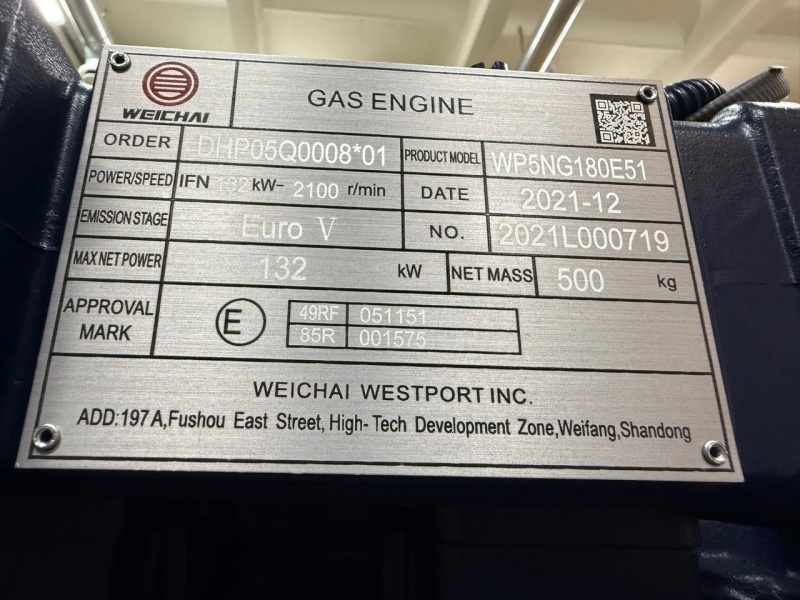 WEICHAI
GAS ENGINE
ORDER DHP05Q0008*01 PRODUCT MODEL WP5NG180E51
POWER/SPEED IFN 132 kW- 2100 r/min DATE 2021-12
EMISSION STAGE Euro V NO. 2021L000719
MAX NET POWER 132 kW NET MASS 500 kg
APPROVAL MARK E 49RF 051151
85R 001575
WEICHAI WESTPORT INC.
ADD:197A,Fushou East Street, High-Tech Development Zone,Weifang,Shandong